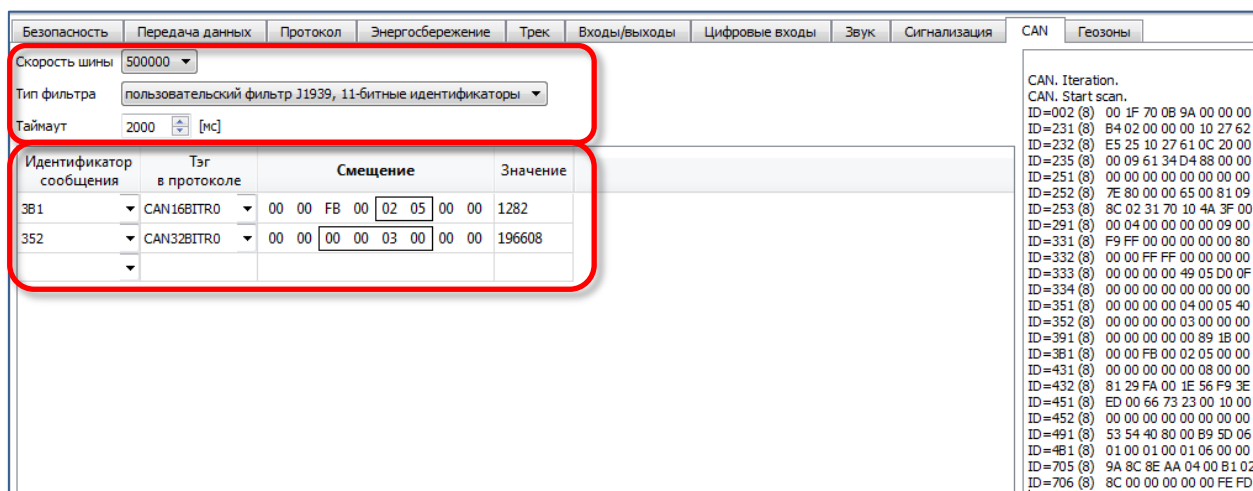 Безопасность Передача данных Протокол Энергосбережение Трек Входы/выходы Цифровые входы Звук Сигнализация CAN Геозоны
Скорость шины 500000
Тип фильтра пользовательский фильтр J1939, 11-битные идентификаторы
Таймаут 2000 [мс]
Идентификатор сообщения Тэг в протоколе Смещение Значение
3B1 CAN16BITR0 00 00 FB 00 02 05 00 00 1282
352 CAN32BITR0 00 00 00 00 03 00 00 00 196608
CAN. Iteration.
CAN. Start scan.
ID=002 (8) 00 1F 70 0B 9A 00 00 00
ID=231 (8) B4 02 00 00 00 10 27 62
ID=232 (8) E5 25 10 27 61 0C 20 00
ID=235 (8) 00 09 61 34 D4 88 00 00
ID=251 (8) 00 00 00 00 00 00 00 00
ID=252 (8) 7E 80 00 00 65 00 81 09
ID=253 (8) 8C 02 31 70 10 4A 3F 00
ID=291 (8) 00 04 00 00 00 00 09 00
ID=331 (8) F9 FF 00 00 00 00 00 80
ID=332 (8) 00 00 FF FF 00 00 00 00
ID=333 (8) 00 00 00 00 49 05 D0 0F
ID=334 (8) 00 00 00 00 00 00 00 00
ID=351 (8) 00 00 00 00 04 00 05 40
ID=352 (8) 00 00 00 00 03 00 00 00
ID=391 (8) 00 00 00 00 00 89 1B 00
ID=3B1 (8) 00 00 FB 00 02 05 00 00
ID=431 (8) 00 00 00 00 00 08 00 00
ID=432 (8) 81 29 FA 00 1E 56 F9 3E
ID=451 (8) ED 00 66 73 23 00 10 00
ID=452 (8) 00 00 00 00 00 00 00 00
ID=491 (8) 53 54 40 80 00 B9 5D 06
ID=4B1 (8) 01 00 01 00 01 06 00 00
ID=705 (8) 9A 8C 8E AA 04 00 B1 02
ID=706 (8) 8C 00 00 00 00 00 FE FD